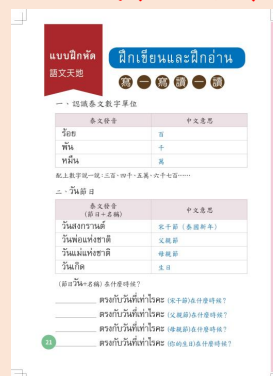 แบบฝึกหัด
語文天地
ฝึกเขียนและฝึกอ่าน
寫一寫讀一讀
一、認識泰文數字單位
泰文發音 中文意思
ร้อย 百
พัน 千
หมื่น 萬
配上數字說一說:三百、四千、五萬、六千七百……
二、วัน節日
泰文發音 (節日+名稱) 中文意思
วันสงกรานต์ 宋干節 (泰國新年)
วันพ่อแห่งชาติ 父親節
วันแม่แห่งชาติ 母親節
วันเกิด 生日
(節日วัน+名稱) 在什麼時候?
________ ตรงกับวันที่เท่าไรคะ (宋干節)在什麼時候?
________ ตรงกับวันที่เท่าไรคะ (父親節)在什麼時候?
________ ตรงกับวันที่เท่าไรคะ (母親節)在什麼時候?
________ ตรงกับวันที่เท่าไรคะ (你的生日)在什麼時候?
21